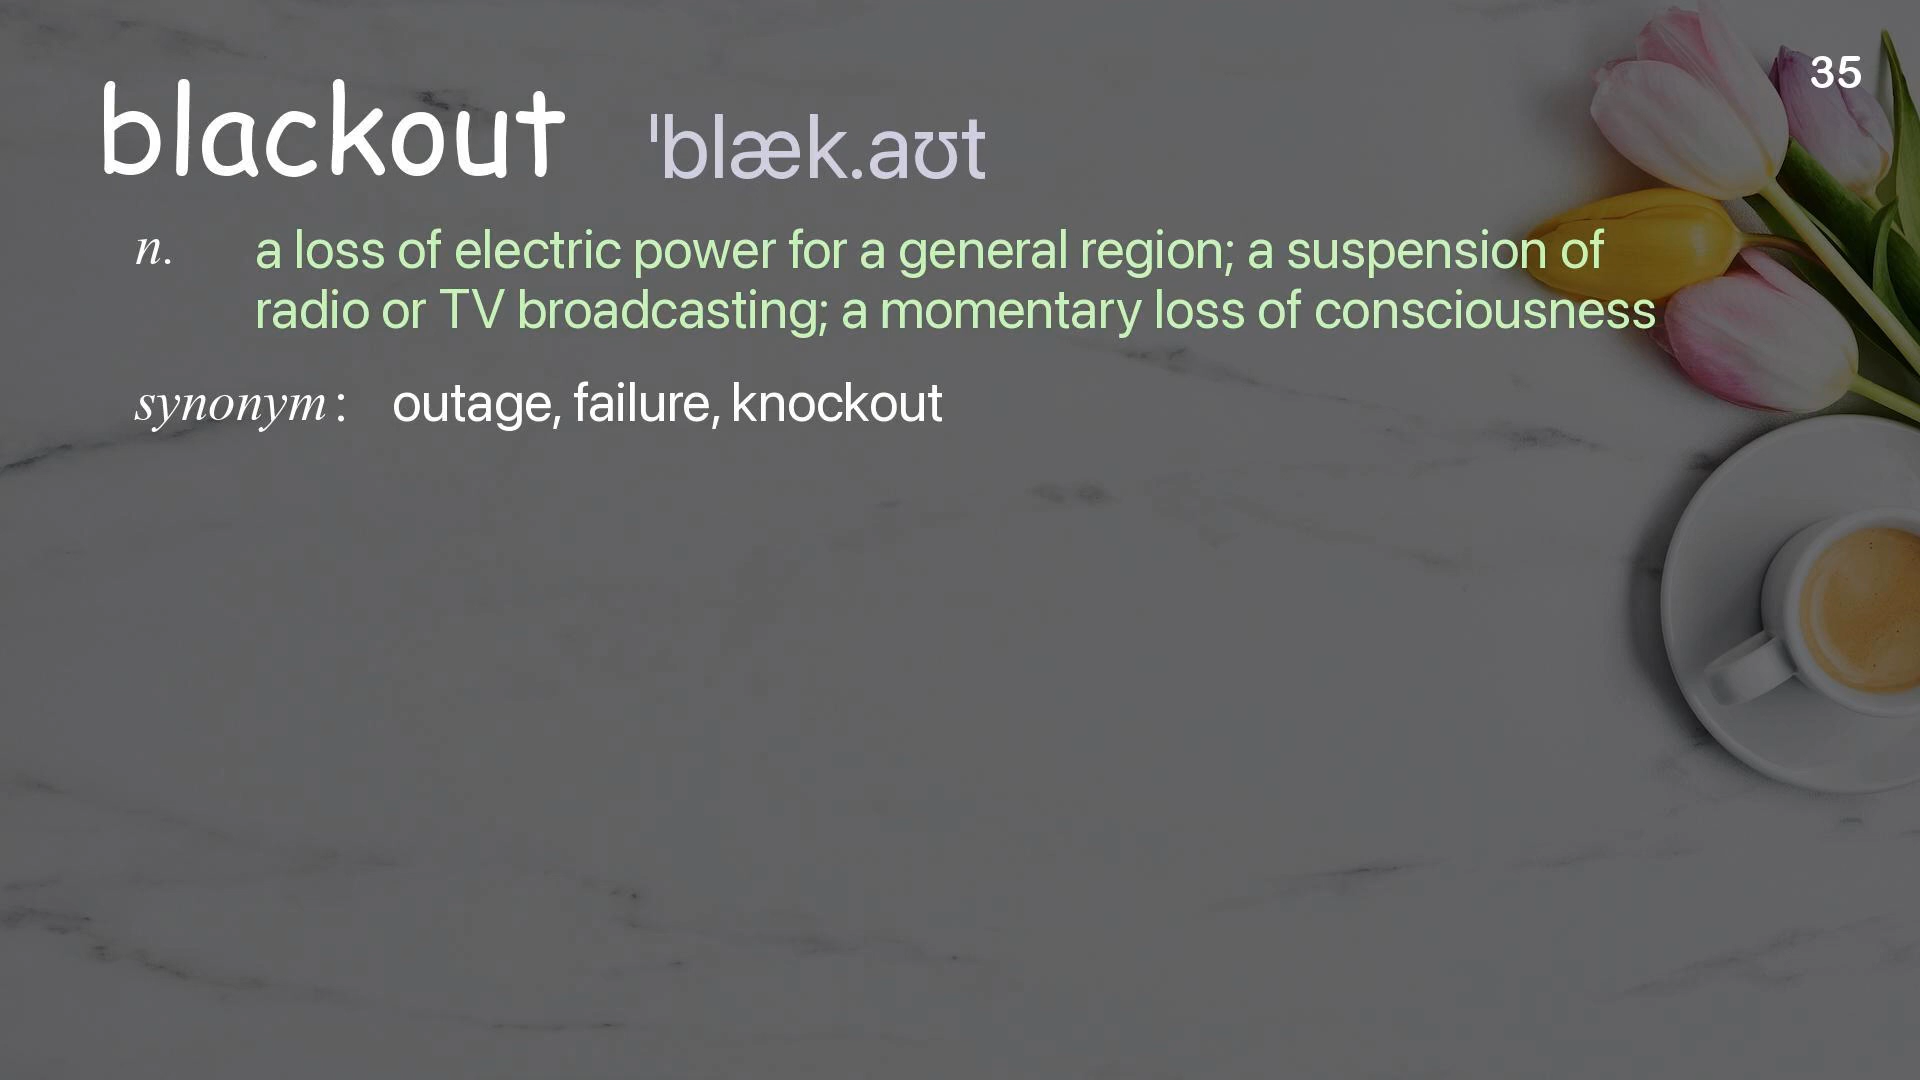 35
blackout ˈblæk.aʊt
n. a loss of electric power for a general region; a suspension of
radio or TV broadcasting; a momentary loss of consciousness
synonym: outage, failure, knockout